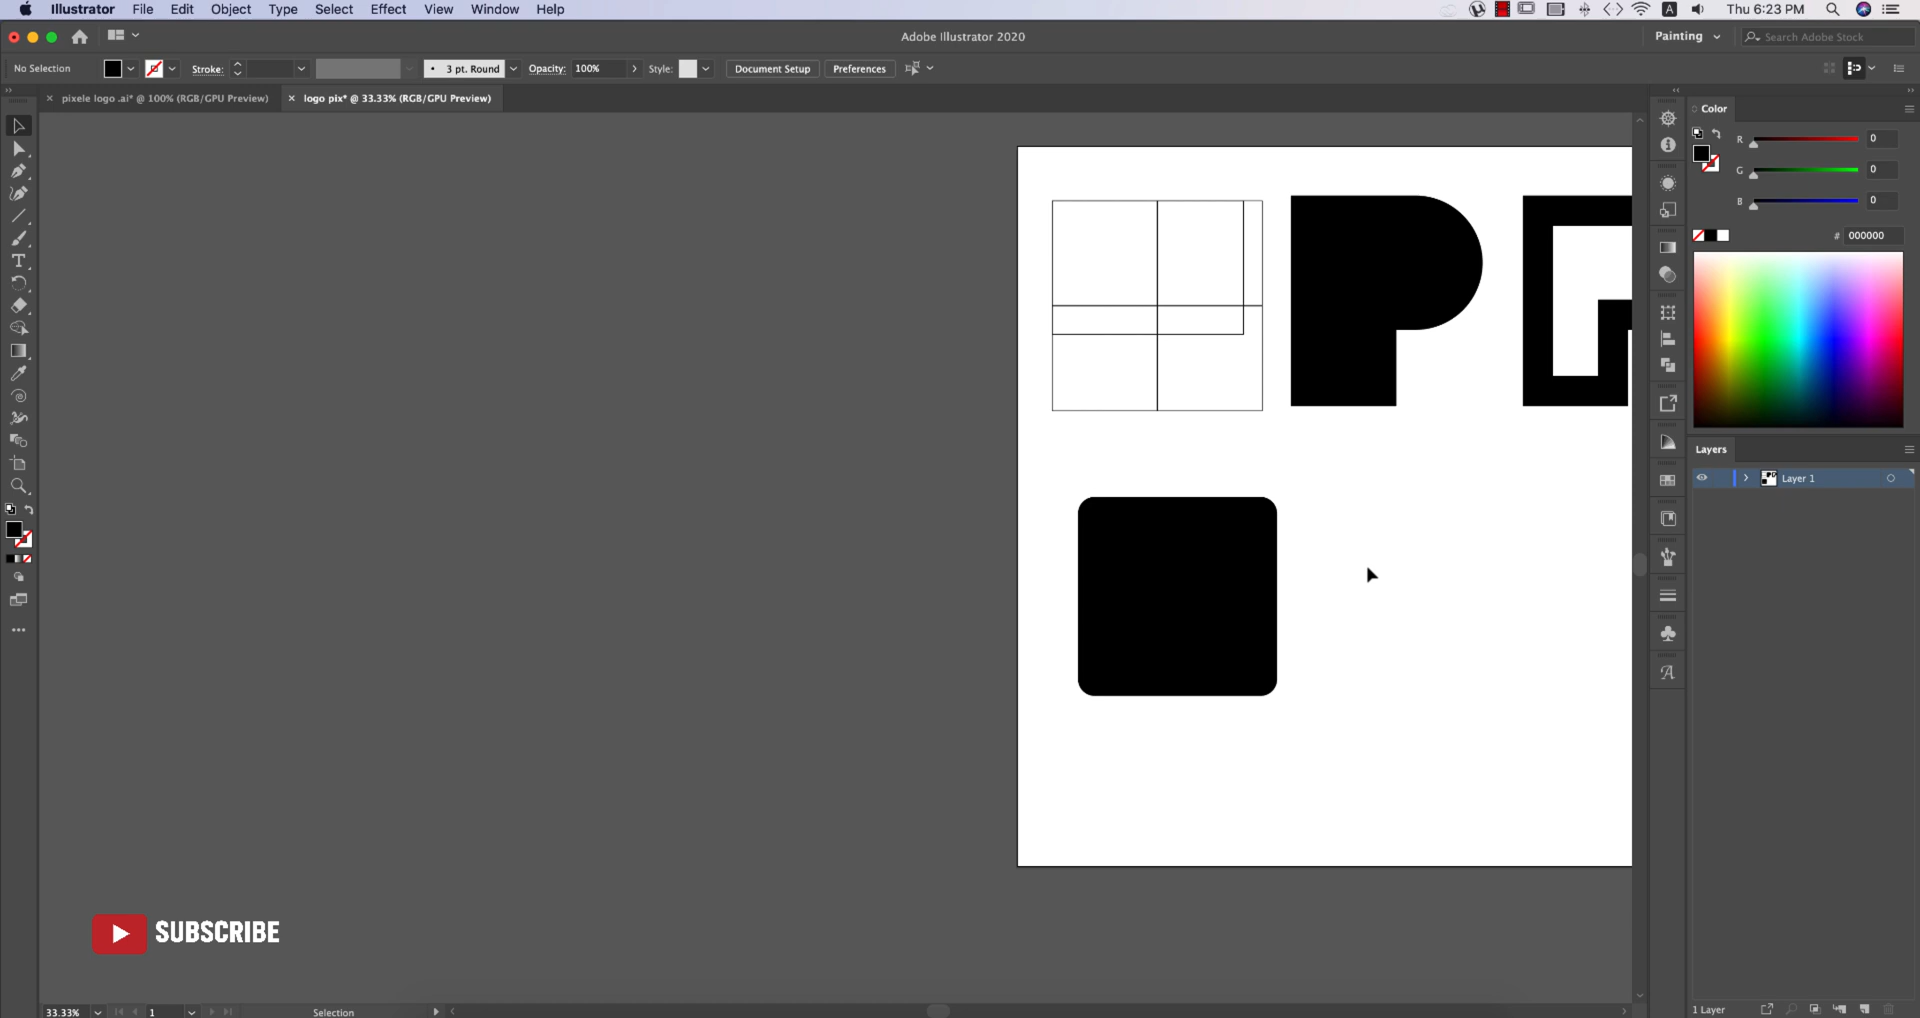 Illustrator File Edit Object Type Select Effect View Window Help A Thu 6:23 PM
Adobe Illustrator 2020 Painting Search Adobe Stock
No Selection Stroke: 3 pt. Round Opacity: 100% Style: Document Setup Preferences
pixele logo .ai* @ 100% (RGB/GPU Preview) logo pix* @ 33.33% (RGB/GPU Preview)
Color
R 0
G 0
B 0
# 000000
Layers
Layer 1
SUBSCRIBE
33.33% 1 Selection 1 Layer